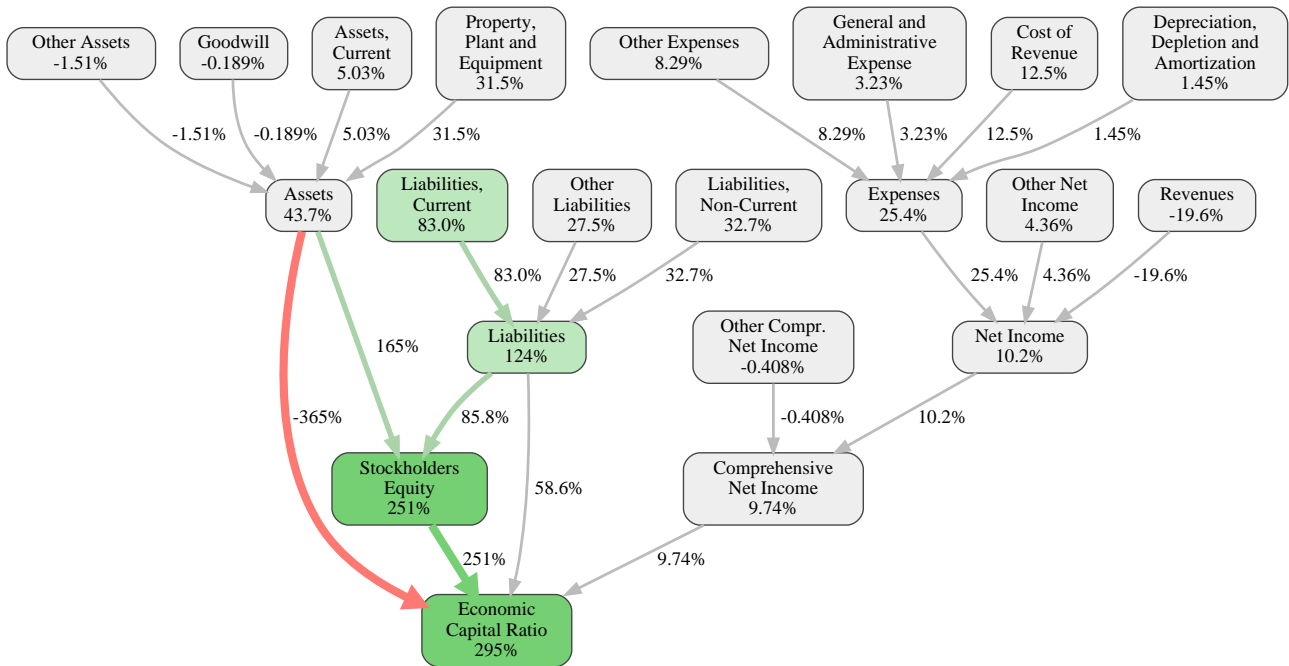 Other Assets
-1.51%
Goodwill
-0.189%
Assets,
Current
5.03%
Property,
Plant and
Equipment
31.5%
Other Expenses
8.29%
General and
Administrative
Expense
3.23%
Cost of
Revenue
12.5%
Depreciation,
Depletion and
Amortization
1.45%
-1.51%
-0.189%
5.03%
31.5%
8.29%
3.23%
12.5%
1.45%
Assets
43.7%
Liabilities,
Current
83.0%
Other
Liabilities
27.5%
Liabilities,
Non-Current
32.7%
Expenses
25.4%
Other Net
Income
4.36%
Revenues
-19.6%
83.0%
27.5%
32.7%
25.4%
4.36%
-19.6%
165%
Liabilities
124%
Other Compr.
Net Income
-0.408%
Net Income
10.2%
-365%
85.8%
-0.408%
10.2%
Stockholders
Equity
251%
58.6%
Comprehensive
Net Income
9.74%
251%
9.74%
Economic
Capital Ratio
295%